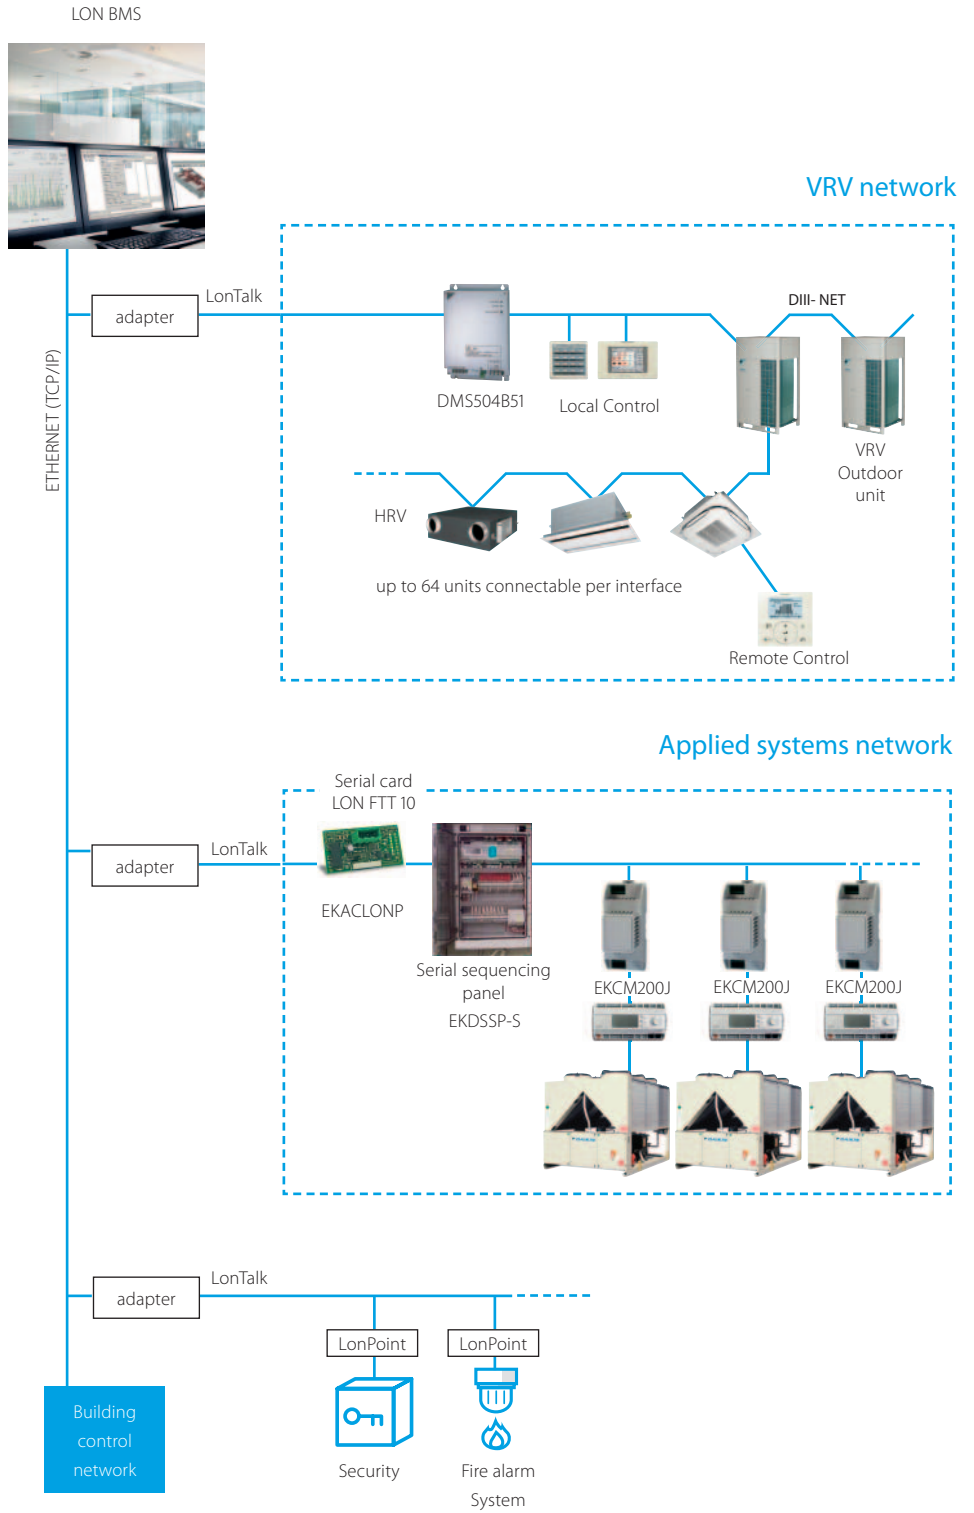 LON BMS
VRV network
adapter
LonTalk
DIII- NET
ETHERNET (TCP/IP)
DMS504B51
Local Control
VRV
Outdoor
unit
HRV
up to 64 units connectable per interface
Remote Control
Applied systems network
Serial card
LON FTT 10
adapter
LonTalk
EKACLONP
Serial sequencing
panel
EKDSSP-S
EKCM200J
EKCM200J
EKCM200J
adapter
LonTalk
LonPoint
LonPoint
Building
control
network
Security
Fire alarm
System